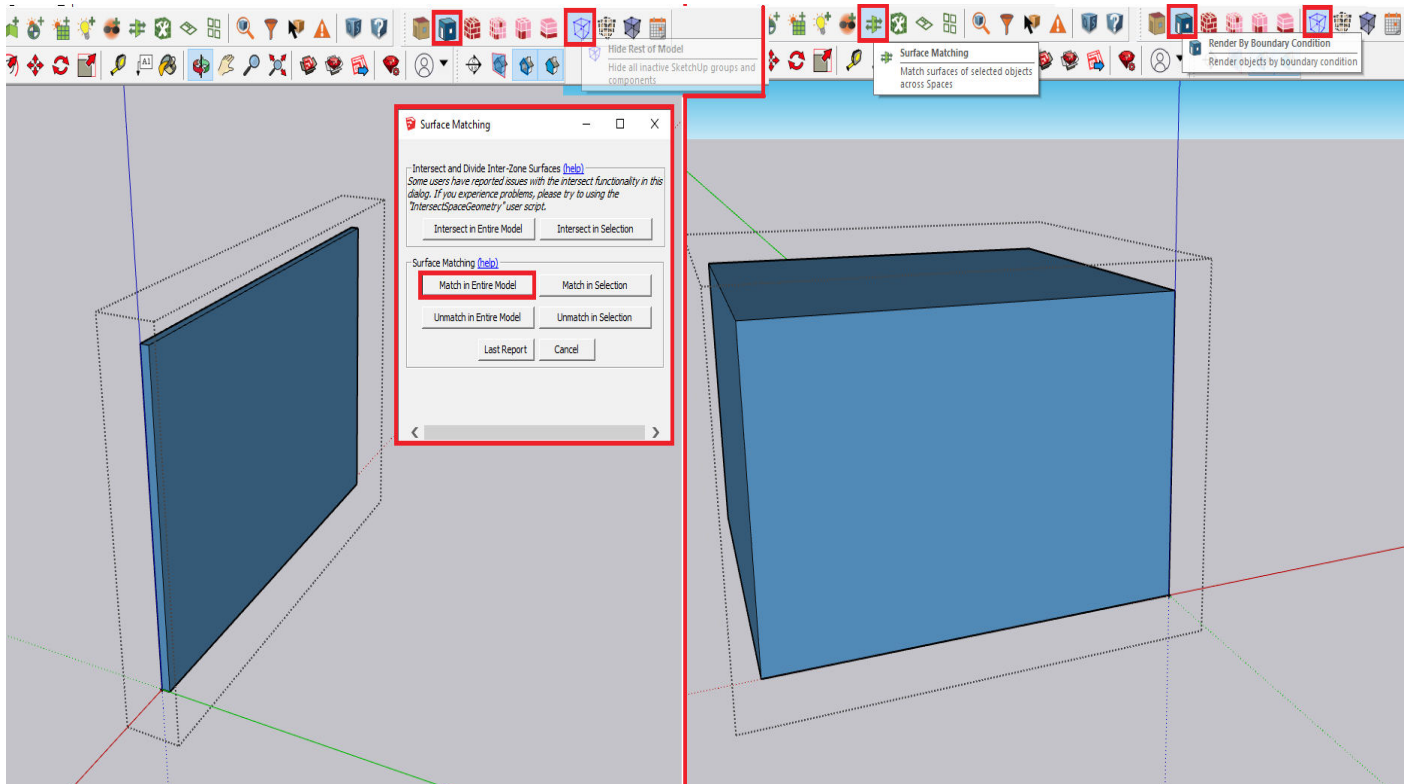 A1
Hide Rest of Model
Hide all inactive SketchUp groups and
components
Surface Matching
Intersect and Divide Inter-Zone Surfaces (help)
Some users have reported issues with the intersect functionality in this
dialog. If you experience problems, please try to using the
"IntersectSpaceGeometry" user script.
Intersect in Entire Model
Intersect in Selection
Surface Matching (help)
Match in Entire Model
Match in Selection
Unmatch in Entire Model
Unmatch in Selection
Last Report
Cancel
Surface Matching
Match surfaces of selected objects
across Spaces
Render By Boundary Condition
Render objects by boundary condition